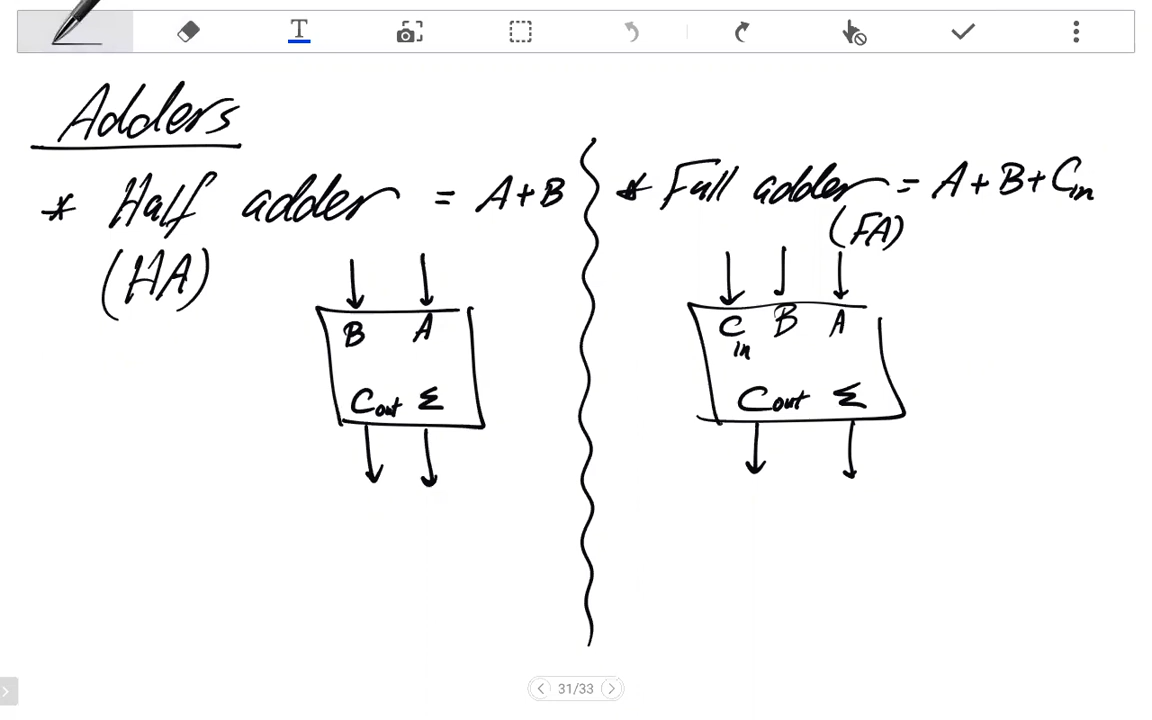 T
Adders
* Half adder = A+B
(HA)
B A
Cout Σ
* Full adder = A+B+Cin
(FA)
Cin B A
Cout Σ
31/33